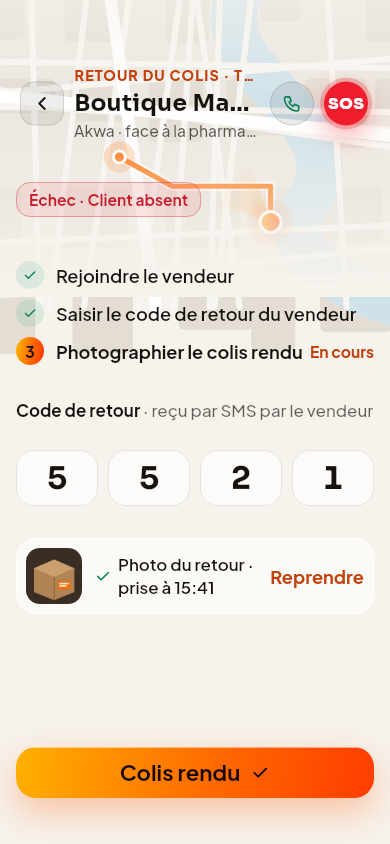 RETOUR DU COLIS · T…
Boutique Ma…
Akwa · face à la pharma…
SOS
Échec · Client absent
Rejoindre le vendeur
Saisir le code de retour du vendeur
3 Photographier le colis rendu En cours
Code de retour · reçu par SMS par le vendeur
5 5 2 1
Photo du retour ·
prise à 15:41
Reprendre
Colis rendu